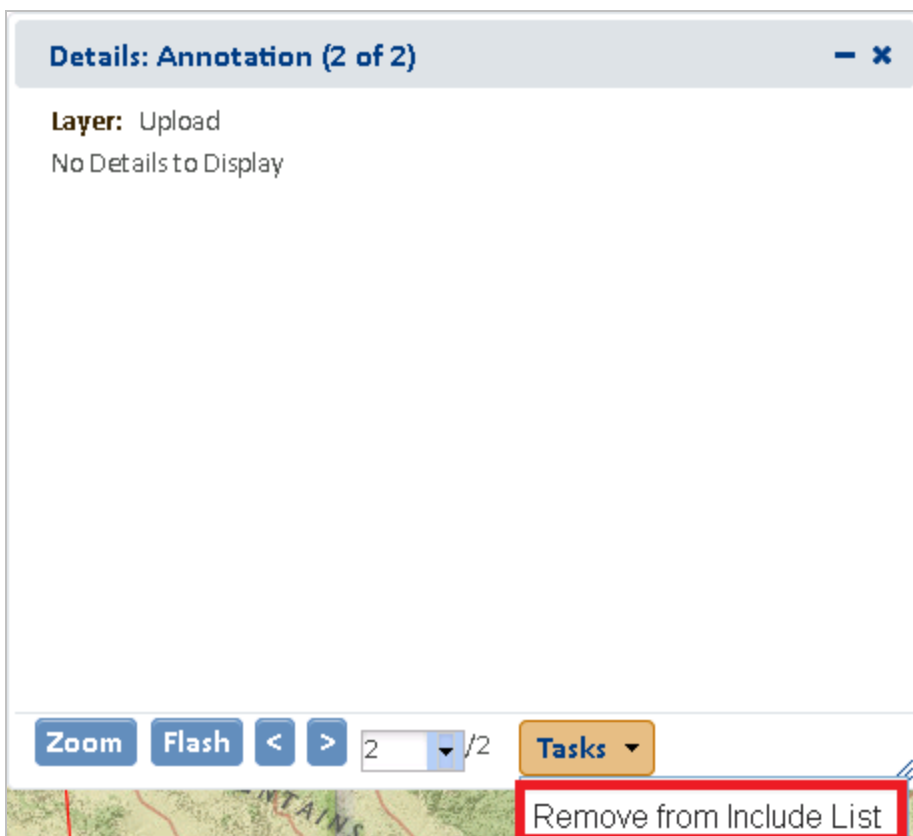 Details: Annotation (2 of 2)
Layer: Upload
No Details to Display
Zoom Flash < > 2 /2 Tasks
Remove from Include List
NTAINS